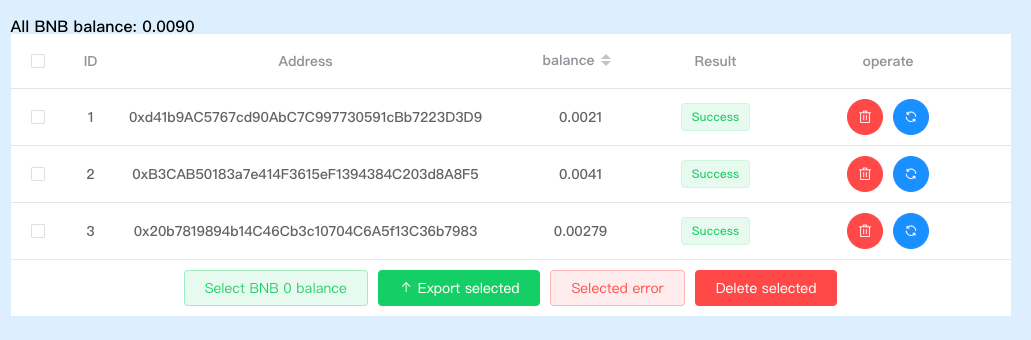 All BNB balance: 0.0090
ID Address balance Result operate
1 0xd41b9AC5767cd90AbC7C997730591cBb7223D3D9 0.0021 Success
2 0xB3CAB50183a7e414F3615eF1394384C203d8A8F5 0.0041 Success
3 0x20b7819894b14C46Cb3c10704C6A5f13C36b7983 0.00279 Success
Select BNB 0 balance ↑ Export selected Selected error Delete selected